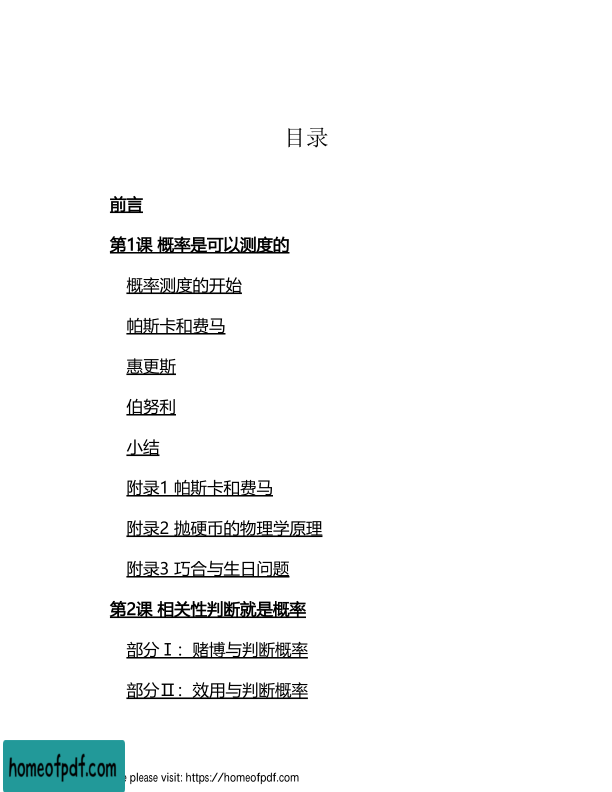 目录
前言
第1课 概率是可以测度的
概率测度的开始
帕斯卡和费马
惠更斯
伯努利
小结
附录1 帕斯卡和费马
附录2 抛硬币的物理学原理
附录3 巧合与生日问题
第2课 相关性判断就是概率
部分Ⅰ：赌博与判断概率
部分Ⅱ：效用与判断概率
homeofpdf.com
please visit: https://homeofpdf.com